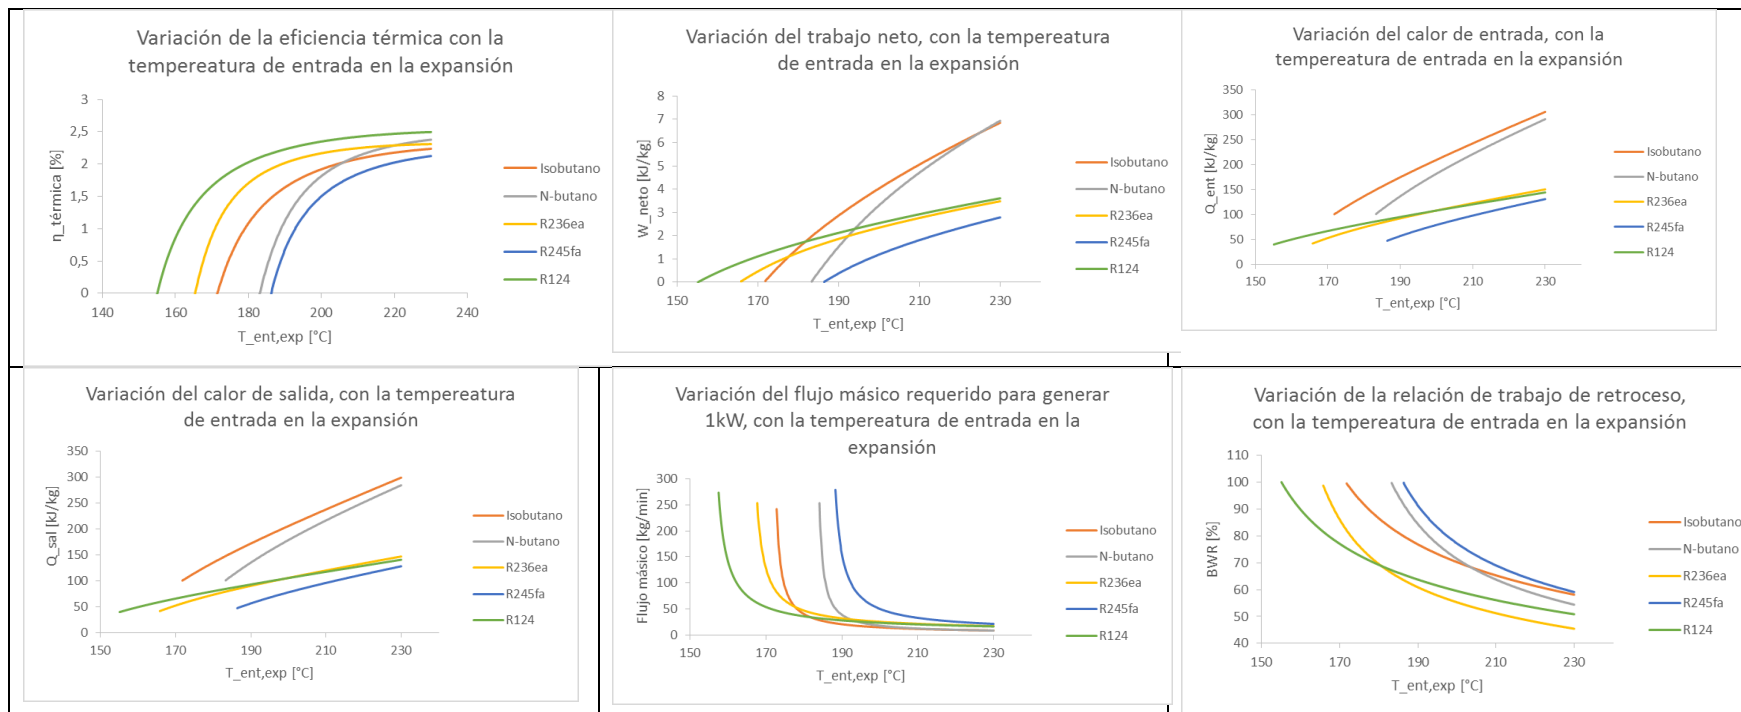 Variación de la eficiencia térmica con la
tempereatura de entrada en la expansión
3
2,5
2
1,5
1
0,5
0
η_térmica [%]
140
160
180
200
220
240
T_ent,exp [°C]
Isobutano
N-butano
R236ea
R245fa
R124
Variación del trabajo neto, con la tempereatura
de entrada en la expansión
8
7
6
5
4
3
2
1
0
W_neto [kJ/kg]
150
170
190
210
230
T_ent,exp [°C]
Isobutano
N-butano
R236ea
R245fa
R124
Variación del calor de entrada, con la
tempereatura de entrada en la expansión
350
300
250
200
150
100
50
0
Q_ent [kJ/kg]
150
170
190
210
230
T_ent,exp [°C]
Isobutano
N-butano
R236ea
R245fa
R124
Variación del calor de salida, con la tempereatura
de entrada en la expansión
350
300
250
200
150
100
50
0
Q_sal [kJ/kg]
150
170
190
210
230
T_ent,exp [°C]
Isobutano
N-butano
R236ea
R245fa
R124
Variación del flujo másico requerido para generar
1kW, con la tempereatura de entrada en la
expansión
300
250
200
150
100
50
0
Flujo másico [kg/min]
150
170
190
210
230
T_ent,exp [°C]
Isobutano
N-butano
R236ea
R245fa
R124
Variación de la relación de trabajo de retroceso,
con la tempereatura de entrada en la expansión
110
100
90
80
70
60
50
40
BWR [%]
150
170
190
210
230
T_ent,exp [°C]
Isobutano
N-butano
R236ea
R245fa
R124